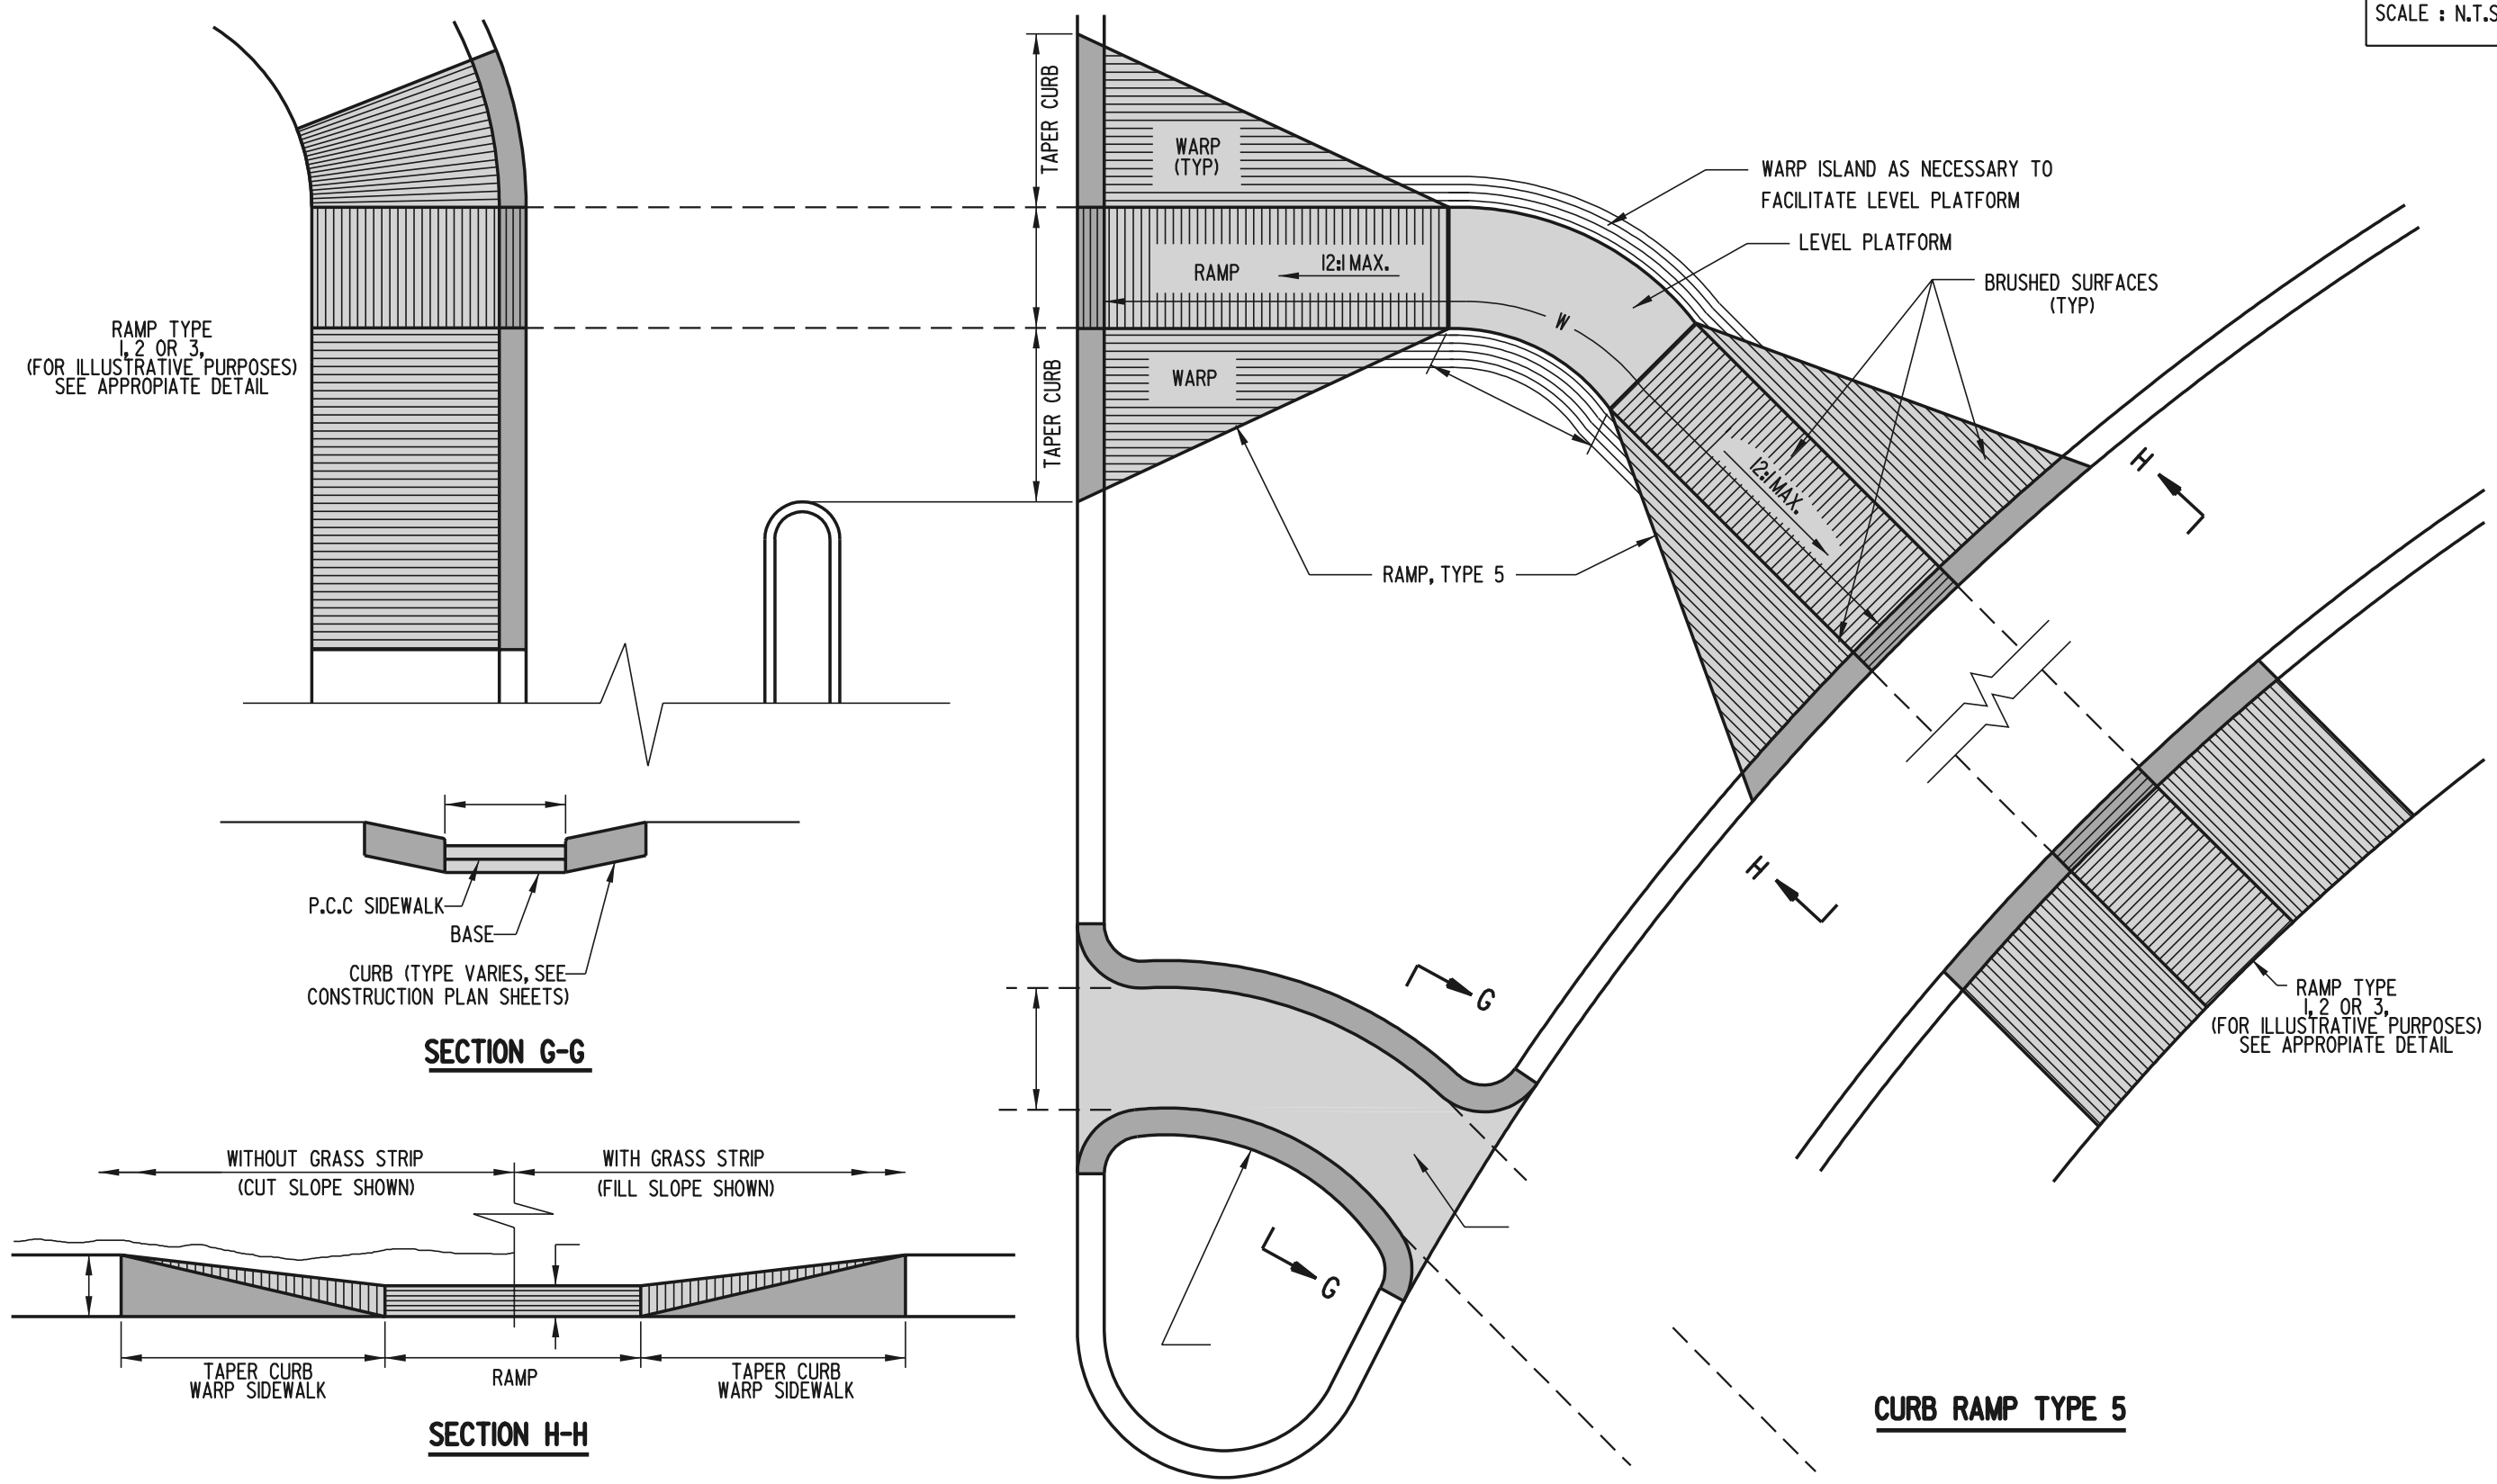 SCALE : N.T.S
TAPER CURB
WARP
(TYP)
WARP ISLAND AS NECESSARY TO
FACILITATE LEVEL PLATFORM
LEVEL PLATFORM
BRUSHED SURFACES
(TYP)
RAMP
12:1 MAX.
W
RAMP TYPE
1, 2 OR 3,
(FOR ILLUSTRATIVE PURPOSES)
SEE APPROPIATE DETAIL
TAPER CURB
WARP
12:1 MAX.
H
RAMP, TYPE 5
H
P.C.C SIDEWALK
BASE
CURB (TYPE VARIES, SEE
CONSTRUCTION PLAN SHEETS)
SECTION G-G
G
RAMP TYPE
1, 2 OR 3,
(FOR ILLUSTRATIVE PURPOSES)
SEE APPROPIATE DETAIL
WITHOUT GRASS STRIP
(CUT SLOPE SHOWN)
WITH GRASS STRIP
(FILL SLOPE SHOWN)
G
TAPER CURB
WARP SIDEWALK
RAMP
TAPER CURB
WARP SIDEWALK
SECTION H-H
CURB RAMP TYPE 5